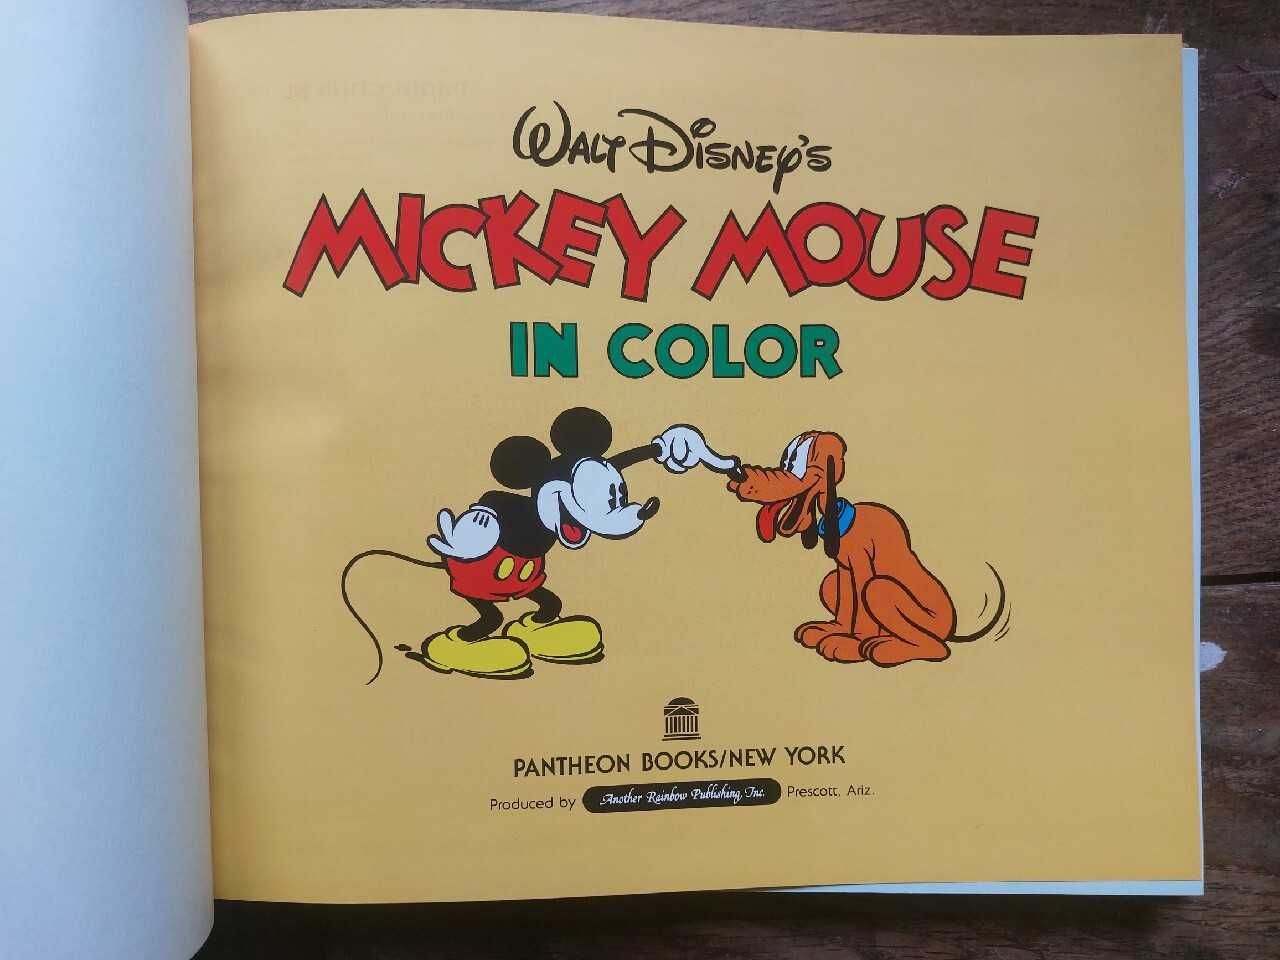 WALT DISNEY'S
MICKEY MOUSE
IN COLOR
PANTHEON BOOKS/NEW YORK
Produced by Another Rainbow Publishing, Inc. Prescott, Ariz.